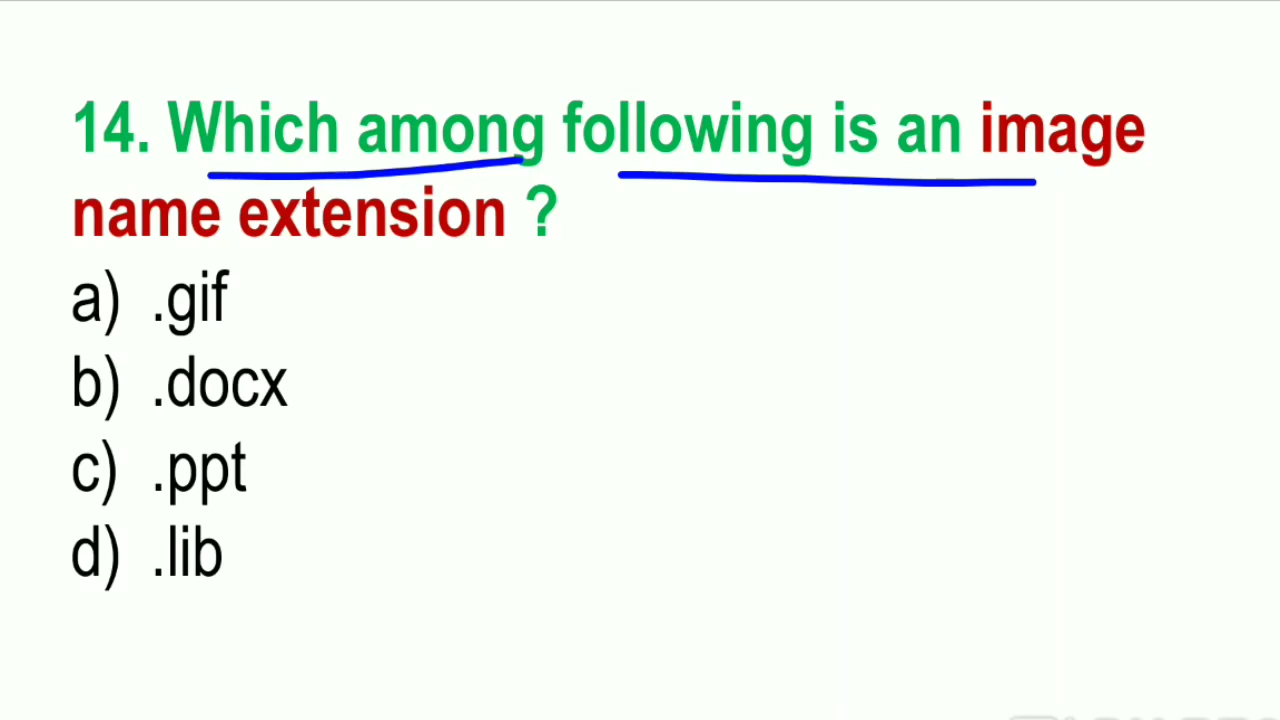 14. Which among following is an image
name extension ?
a) .gif
b) .docx
c) .ppt
d) .lib